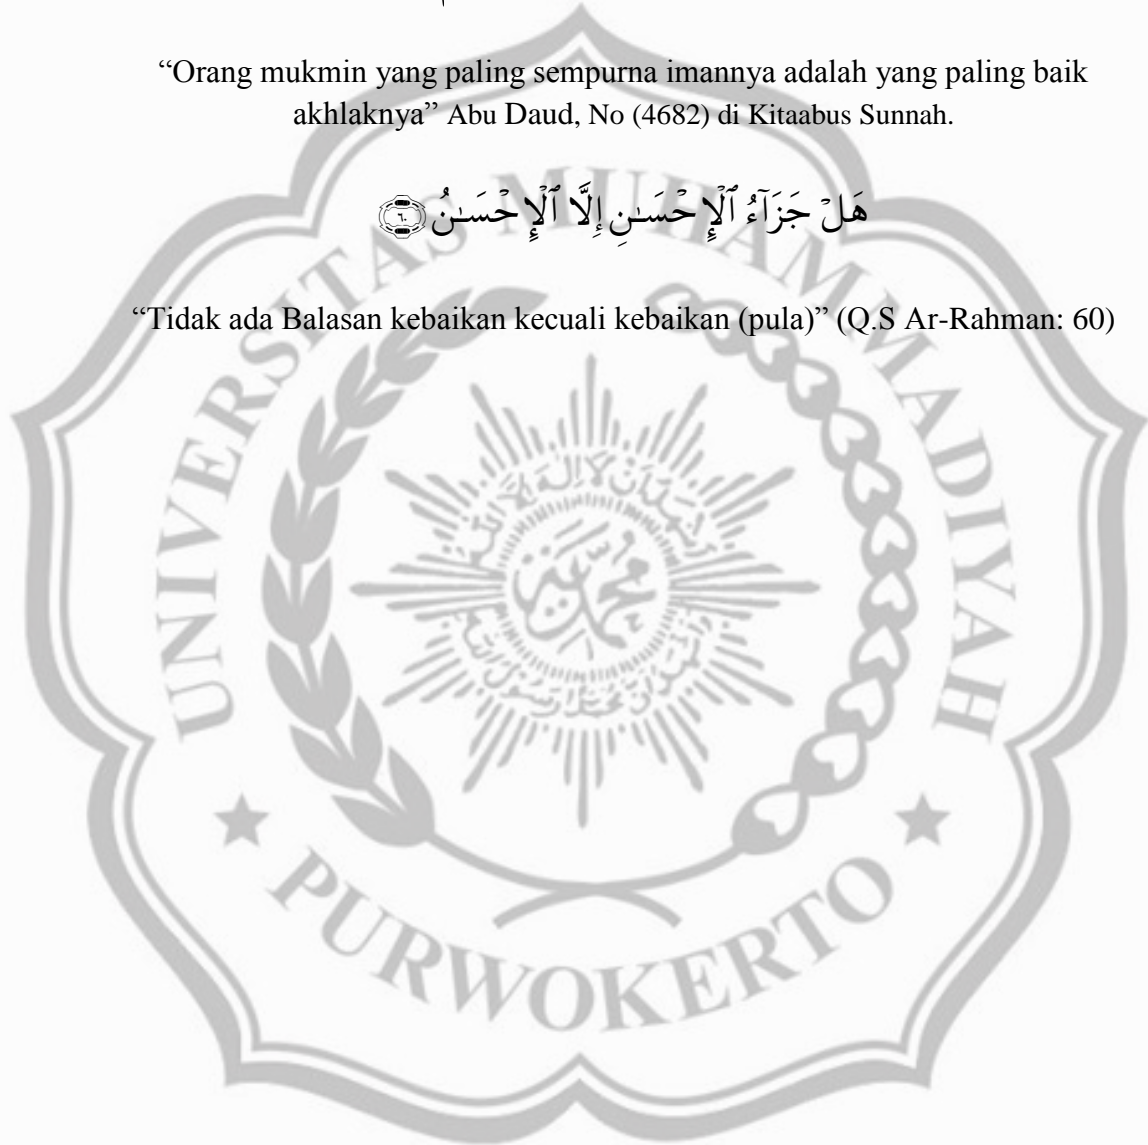 “Orang mukmin yang paling sempurna imannya adalah yang paling baik
akhlaknya” Abu Daud, No (4682) di Kitaabus Sunnah.
هَلْ جَزَآءُ ٱلْإِحْسَـٰنِ إِلَّا ٱلْإِحْسَـٰنُ ٦٠
“Tidak ada Balasan kebaikan kecuali kebaikan (pula)” (Q.S Ar-Rahman: 60)
UNIVERSITAS MUHAMMADIYAH
محمدية
PURWOKERTO